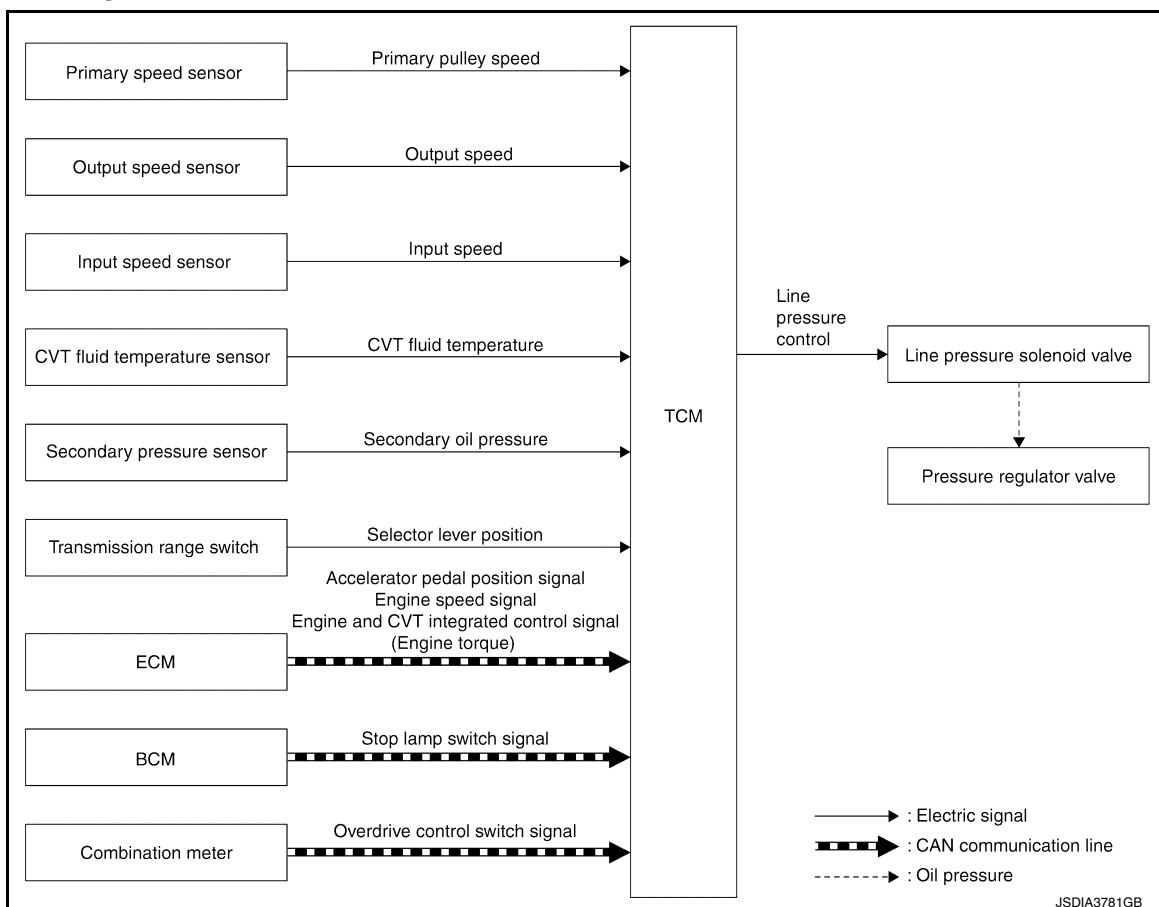 Primary speed sensor
Primary pulley speed
Output speed sensor
Output speed
Input speed sensor
Input speed
CVT fluid temperature sensor
CVT fluid temperature
Secondary pressure sensor
Secondary oil pressure
Transmission range switch
Selector lever position
ECM
Accelerator pedal position signal
Engine speed signal
Engine and CVT integrated control signal
(Engine torque)
BCM
Stop lamp switch signal
Combination meter
Overdrive control switch signal
TCM
Line
pressure
control
Line pressure solenoid valve
Pressure regulator valve
: Electric signal
: CAN communication line
: Oil pressure
JSDIA3781GB